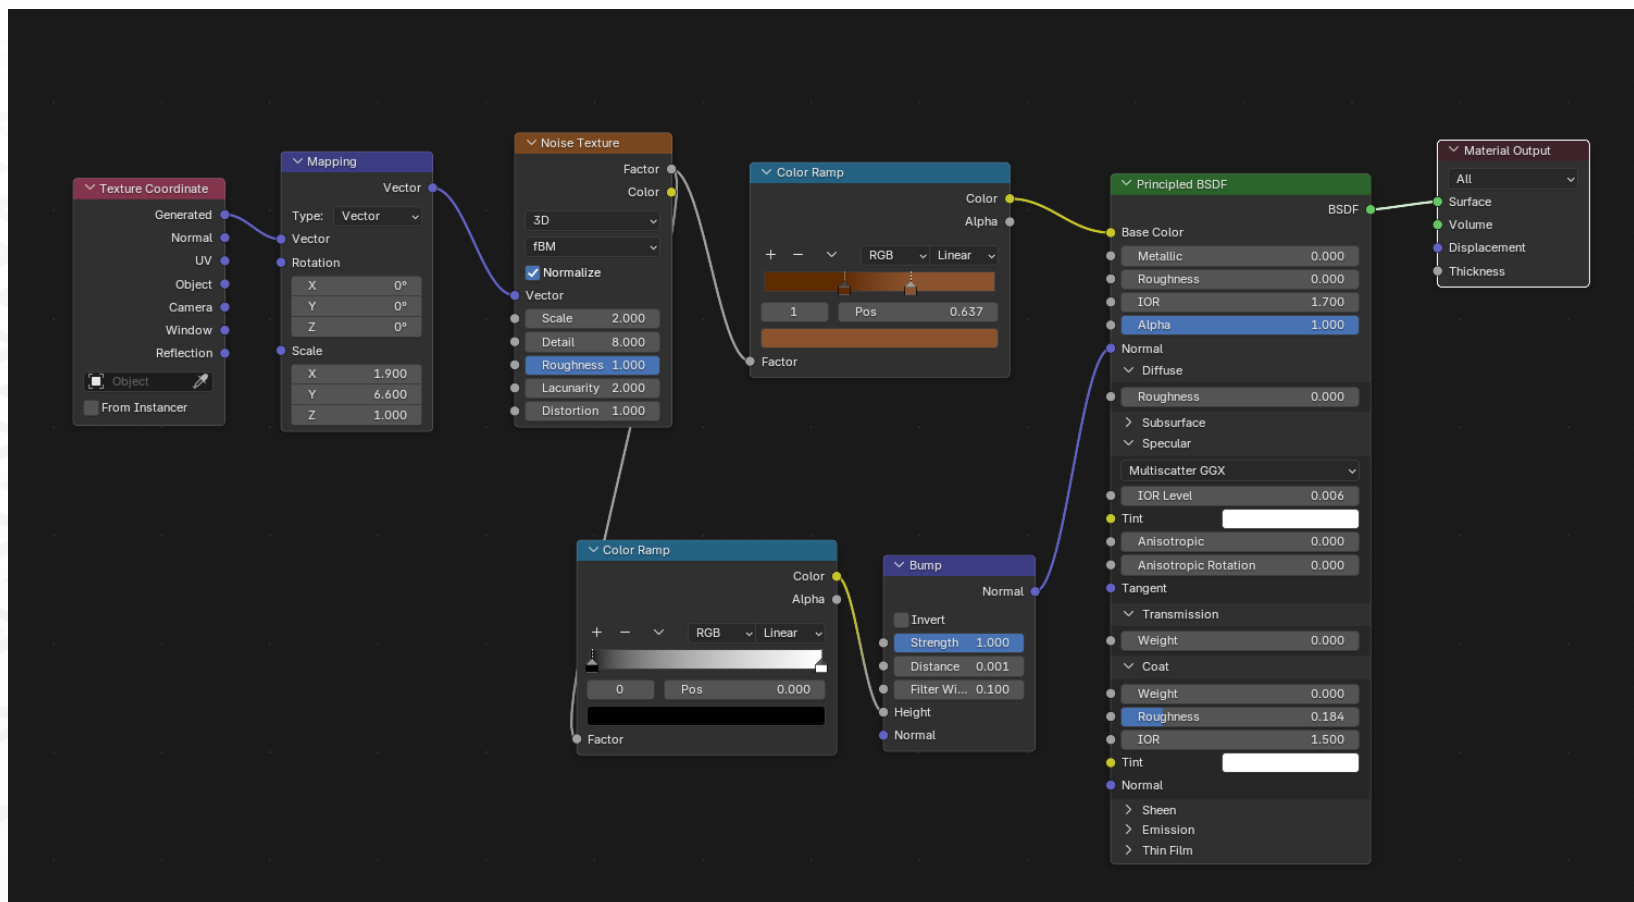 Texture Coordinate
Generated
Normal
UV
Object
Camera
Window
Reflection
Object
From Instancer
Mapping
Vector
Type: Vector
Vector
Rotation
X 0°
Y 0°
Z 0°
Scale
X 1.900
Y 6.600
Z 1.000
Noise Texture
Factor
Color
3D
fBM
Normalize
Vector
Scale 2.000
Detail 8.000
Roughness 1.000
Lacunarity 2.000
Distortion 1.000
Color Ramp
Color
Alpha
RGB Linear
1 Pos 0.637
Factor
Color Ramp
Color
Alpha
RGB Linear
0 Pos 0.000
Factor
Bump
Normal
Invert
Strength 1.000
Distance 0.001
Filter Wi... 0.100
Height
Normal
Principled BSDF
BSDF
Base Color
Metallic 0.000
Roughness 0.000
IOR 1.700
Alpha 1.000
Normal
Diffuse
Roughness 0.000
Subsurface
Specular
Multiscatter GGX
IOR Level 0.006
Tint
Anisotropic 0.000
Anisotropic Rotation 0.000
Tangent
Transmission
Weight 0.000
Coat
Weight 0.000
Roughness 0.184
IOR 1.500
Tint
Normal
Sheen
Emission
Thin Film
Material Output
All
Surface
Volume
Displacement
Thickness